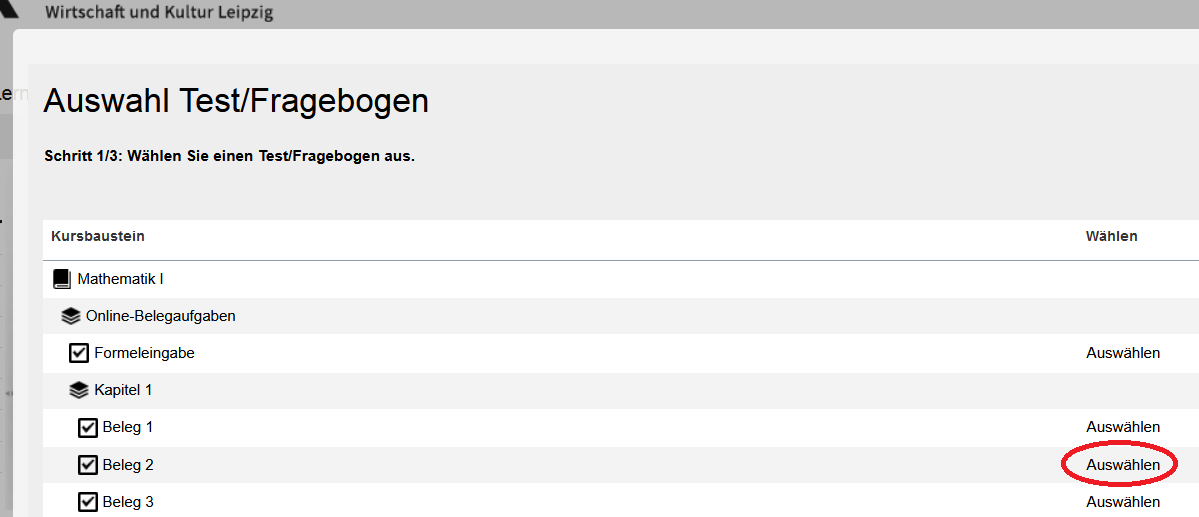 Wirtschaft und Kultur Leipzig
Lern
Auswahl Test/Fragebogen
Schritt 1/3: Wählen Sie einen Test/Fragebogen aus.
Kursbaustein Wählen
Mathematik I
Online-Belegaufgaben
Formeleingabe Auswählen
Kapitel 1
Beleg 1 Auswählen
Beleg 2 Auswählen
Beleg 3 Auswählen